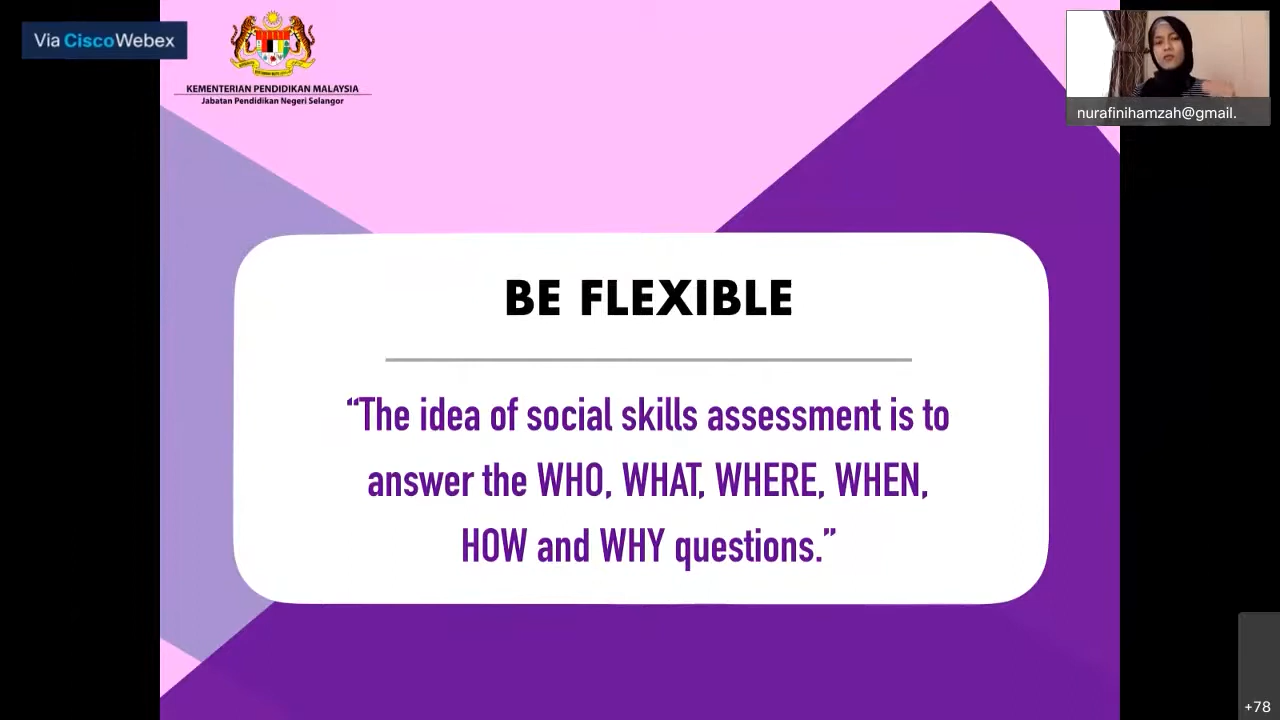 Via CiscoWebex
KEMENTERIAN PENDIDIKAN MALAYSIA
Jabatan Pendidikan Negeri Selangor
nurafinihamzah@gmail.
BE FLEXIBLE
“The idea of social skills assessment is to
answer the WHO, WHAT, WHERE, WHEN,
HOW and WHY questions.”
+78